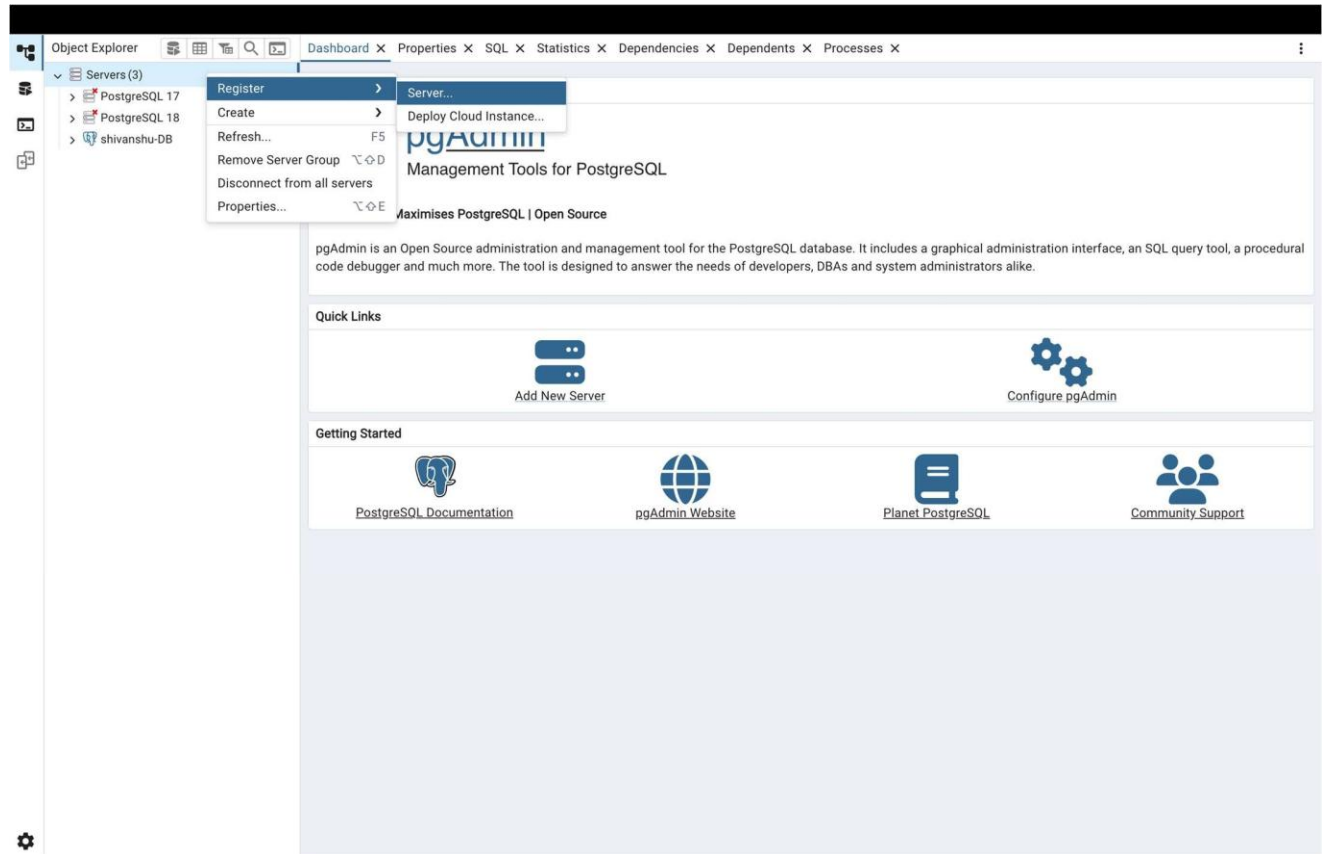 Object Explorer
Dashboard Properties SQL Statistics Dependencies Dependents Processes
Servers (3)
PostgreSQL 17
PostgreSQL 18
shivanshu-DB
Register
Create
Refresh... F5
Remove Server Group ⌥⇧D
Disconnect from all servers
Properties... ⌥⇧E
Server...
Deploy Cloud Instance...
pgAdmin
Management Tools for PostgreSQL
Maximises PostgreSQL | Open Source
pgAdmin is an Open Source administration and management tool for the PostgreSQL database. It includes a graphical administration interface, an SQL query tool, a procedural
code debugger and much more. The tool is designed to answer the needs of developers, DBAs and system administrators alike.
Quick Links
Add New Server
Configure pgAdmin
Getting Started
PostgreSQL Documentation
pgAdmin Website
Planet PostgreSQL
Community Support